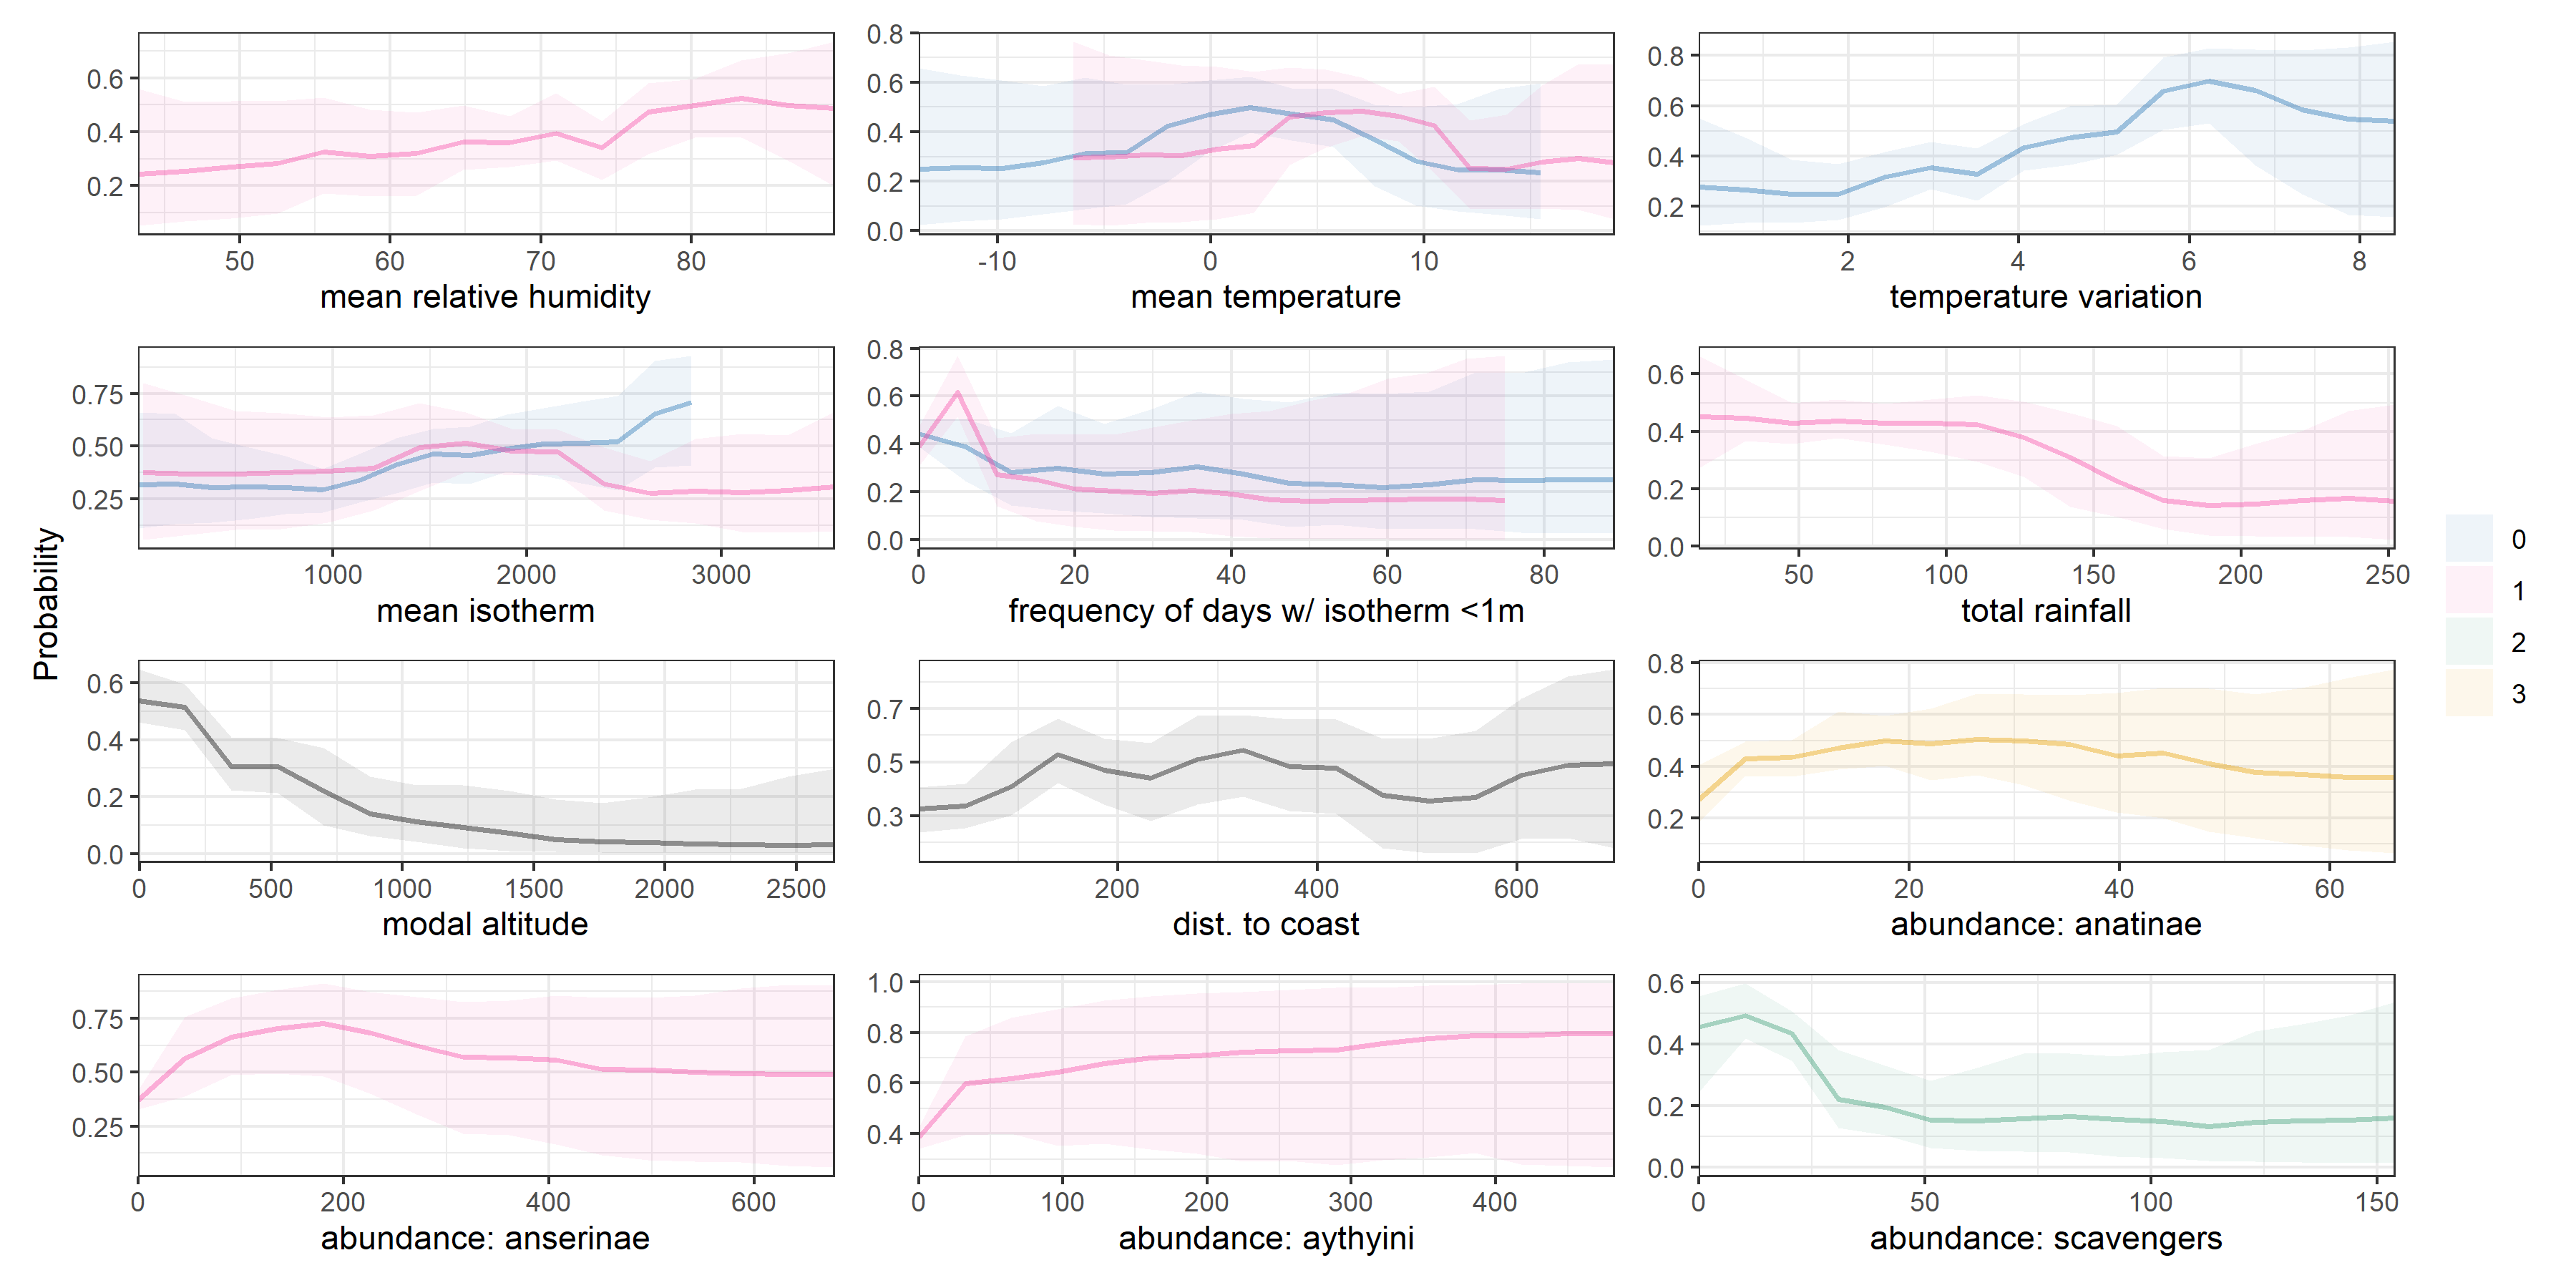 0.6
0.4
0.2
50 60 70 80
mean relative humidity
0.8
0.6
0.4
0.2
0.0
-10 0 10
mean temperature
0.8
0.6
0.4
0.2
2 4 6 8
temperature variation
0.75
0.50
0.25
1000 2000 3000
mean isotherm
0.8
0.6
0.4
0.2
0.0
0 20 40 60 80
frequency of days w/ isotherm <1m
0.6
0.4
0.2
0.0
50 100 150 200 250
total rainfall
Probability
0.6
0.4
0.2
0.0
0 500 1000 1500 2000 2500
modal altitude
0.7
0.5
0.3
200 400 600
dist. to coast
0.8
0.6
0.4
0.2
0 20 40 60
abundance: anatinae
0.75
0.50
0.25
0 200 400 600
abundance: anserinae
1.0
0.8
0.6
0.4
0 100 200 300 400
abundance: aythyini
0.6
0.4
0.2
0.0
0 50 100 150
abundance: scavengers
0
1
2
3